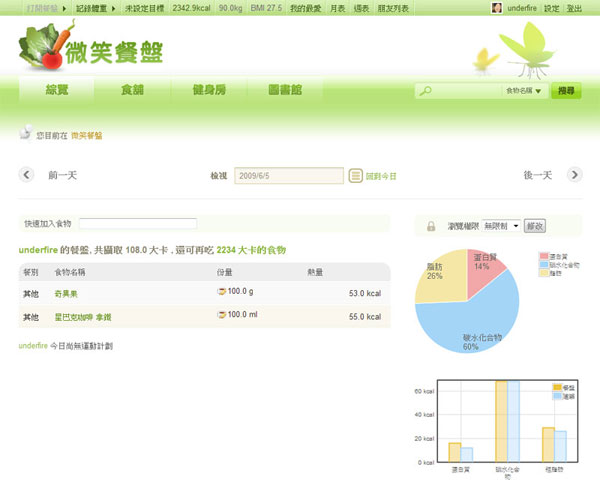 打開餐盤 記錄體重 未設定目標 2342.9kcal 90.0kg BMI 27.5 我的最愛 月表 週表 朋友列表 underfire 設定 登出
微笑餐盤
綜覽 食譜 健身房 圖書館 食物名稱 搜尋
您目前在 微笑餐盤
前一天 檢視 2009/6/5 回到今日 後一天
快速加入食物 瀏覽權限 無限制 修改
underfire 的餐盤, 共攝取 108.0 大卡 , 還可再吃 2234 大卡的食物
餐別 食物名稱 份量 熱量
其他 奇異果 100.0 g 53.0 kcal
其他 星巴克咖啡 拿鐵 100.0 ml 55.0 kcal
underfire 今日尚無運動計劃
蛋白質
14%
脂肪
26%
碳水化合物
60%
蛋白質
碳水化合物
脂肪
餐盤
建議
60 kcal
40 kcal
20 kcal
0 kcal
蛋白質 碳水化合物 脂肪